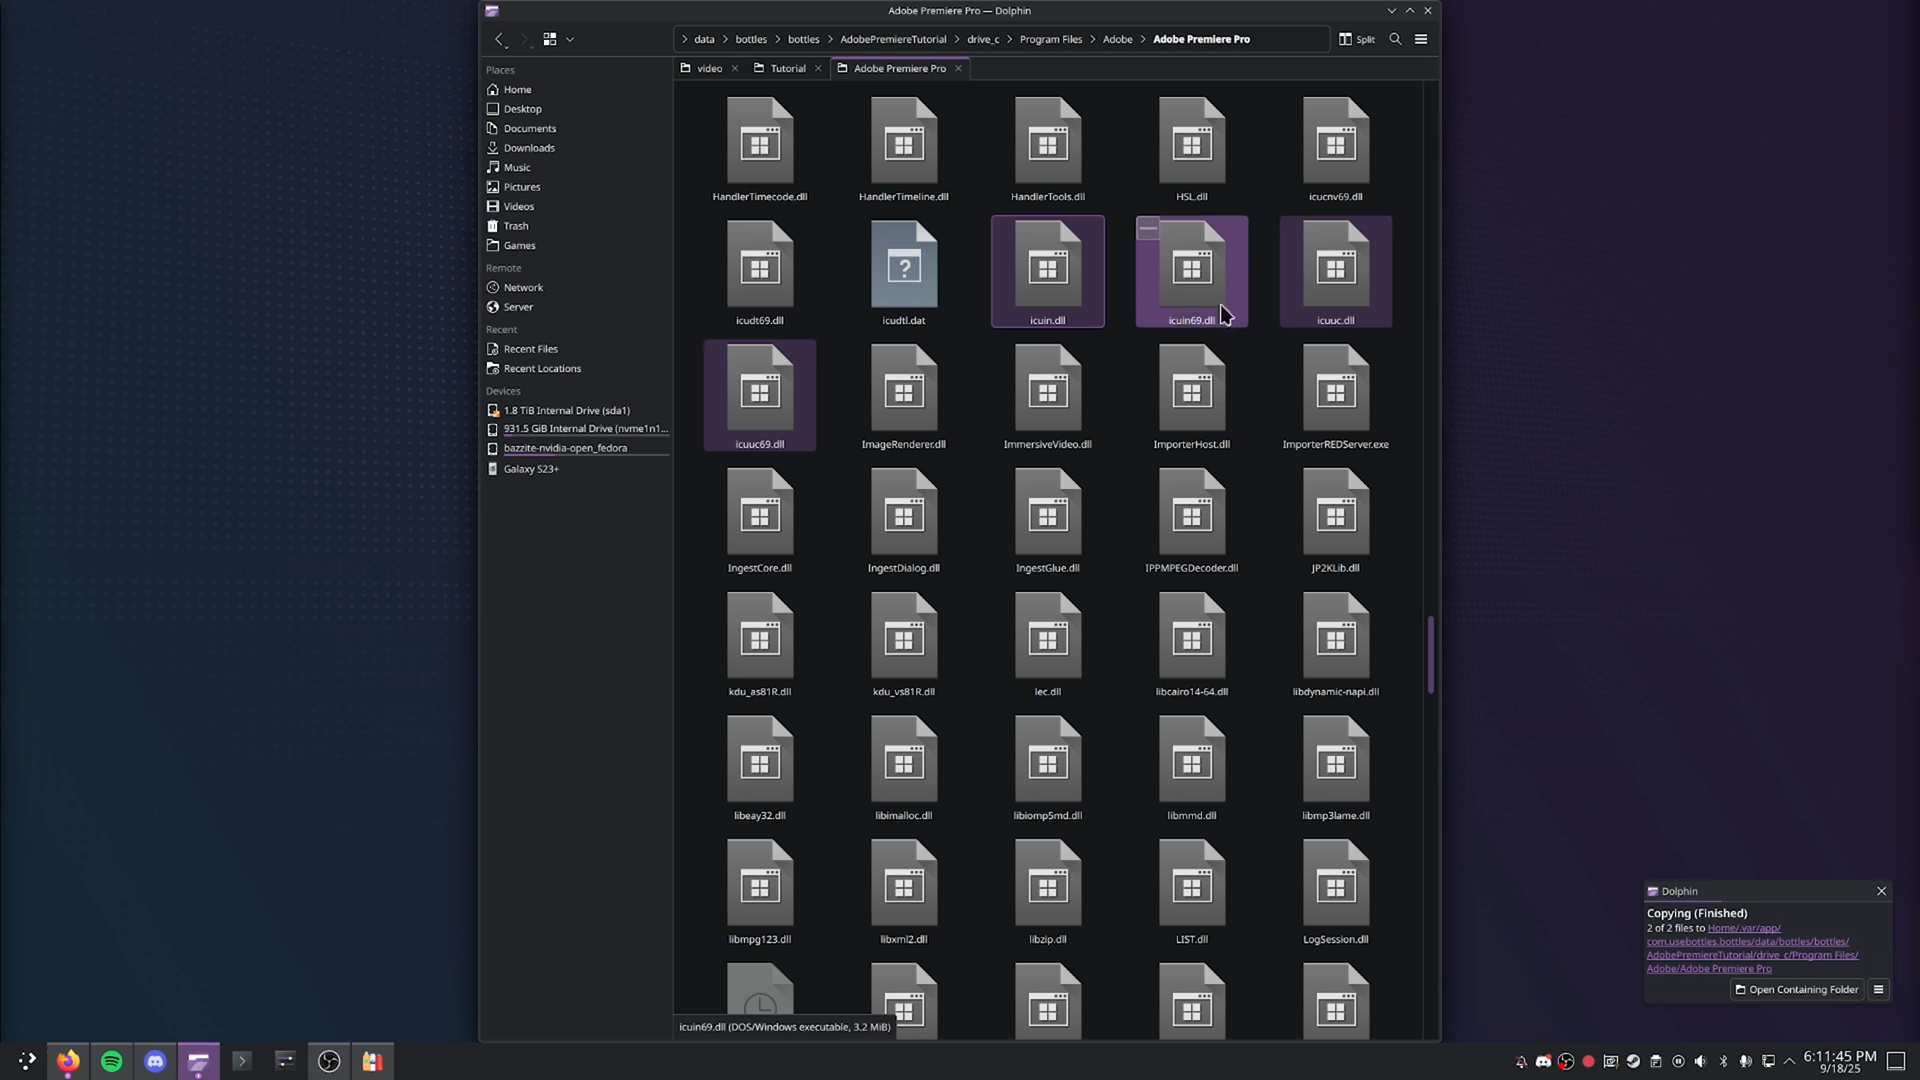 Adobe Premiere Pro — Dolphin
data
bottles
bottles
AdobePremiereTutorial
drive_c
Program Files
Adobe
Adobe Premiere Pro
Split
Places
Home
Desktop
Documents
Downloads
Music
Pictures
Videos
Trash
Games
Remote
Network
Server
Recent
Recent Files
Recent Locations
Devices
1.8 TiB Internal Drive (sda1)
931.5 GiB Internal Drive (nvme1n1...
bazzite-nvidia-open_fedora
Galaxy S23+
video
Tutorial
Adobe Premiere Pro
HandlerTimecode.dll
HandlerTimeline.dll
HandlerTools.dll
HSL.dll
icucnv69.dll
icudt69.dll
icudtl.dat
icuin.dll
icuin69.dll
icuuc.dll
icuuc69.dll
ImageRenderer.dll
ImmersiveVideo.dll
ImporterHost.dll
ImporterREDServer.exe
IngestCore.dll
IngestDialog.dll
IngestGlue.dll
IPPMPEGDecoder.dll
JP2KLib.dll
kdu_as81R.dll
kdu_vs81R.dll
lec.dll
libcairo14-64.dll
libdynamic-napi.dll
libeay32.dll
libimalloc.dll
libiomp5md.dll
libmmd.dll
libmp3lame.dll
libmpg123.dll
libxml2.dll
libzip.dll
LIST.dll
LogSession.dll
icuin69.dll (DOS/Windows executable, 3.2 MiB)
Dolphin
Copying (Finished)
2 of 2 files to Home/.var/app/
com.usebottles.bottles/data/bottles/bottles/
AdobePremiereTutorial/drive_c/Program Files/
Adobe/Adobe Premiere Pro
Open Containing Folder
6:11:45 PM
9/18/25